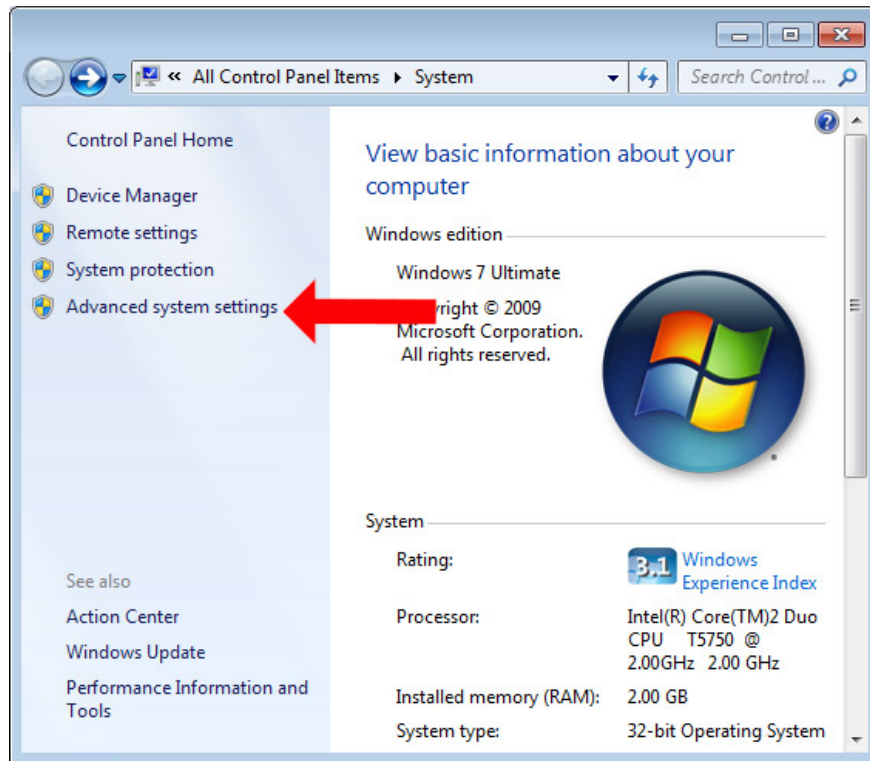 « All Control Panel Items ▸ System
Search Control ...
Control Panel Home
Device Manager
Remote settings
System protection
Advanced system settings
See also
Action Center
Windows Update
Performance Information and
Tools
View basic information about your
computer
Windows edition
Windows 7 Ultimate
yright © 2009
Microsoft Corporation.
All rights reserved.
System
Rating:
3.1
Windows
Experience Index
Processor:
Intel(R) Core(TM)2 Duo
CPU T5750 @
2.00GHz 2.00 GHz
Installed memory (RAM):
2.00 GB
System type:
32-bit Operating System